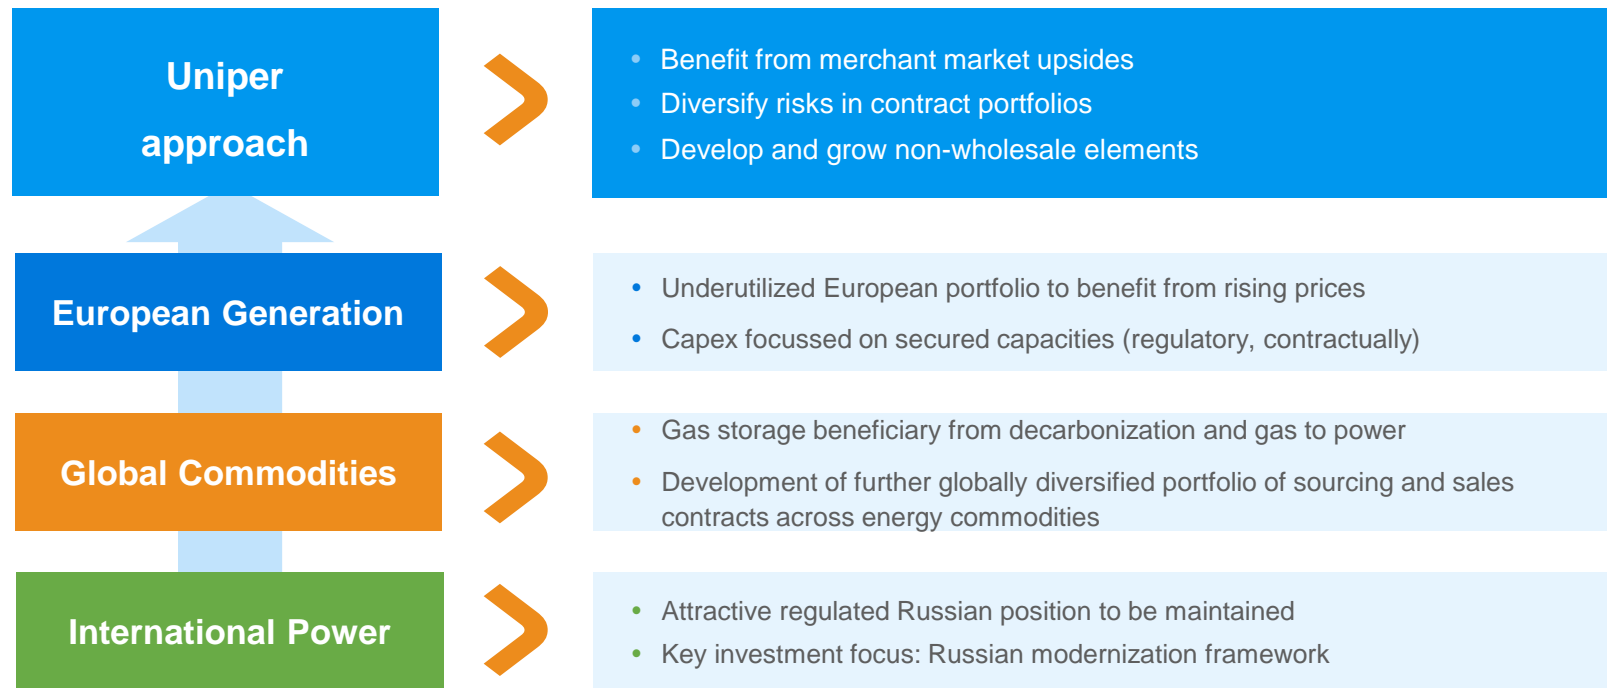 Uniper
approach
• Benefit from merchant market upsides
• Diversify risks in contract portfolios
• Develop and grow non-wholesale elements
European Generation
• Underutilized European portfolio to benefit from rising prices
• Capex focussed on secured capacities (regulatory, contractually)
Global Commodities
• Gas storage beneficiary from decarbonization and gas to power
• Development of further globally diversified portfolio of sourcing and sales
contracts across energy commodities
International Power
• Attractive regulated Russian position to be maintained
• Key investment focus: Russian modernization framework